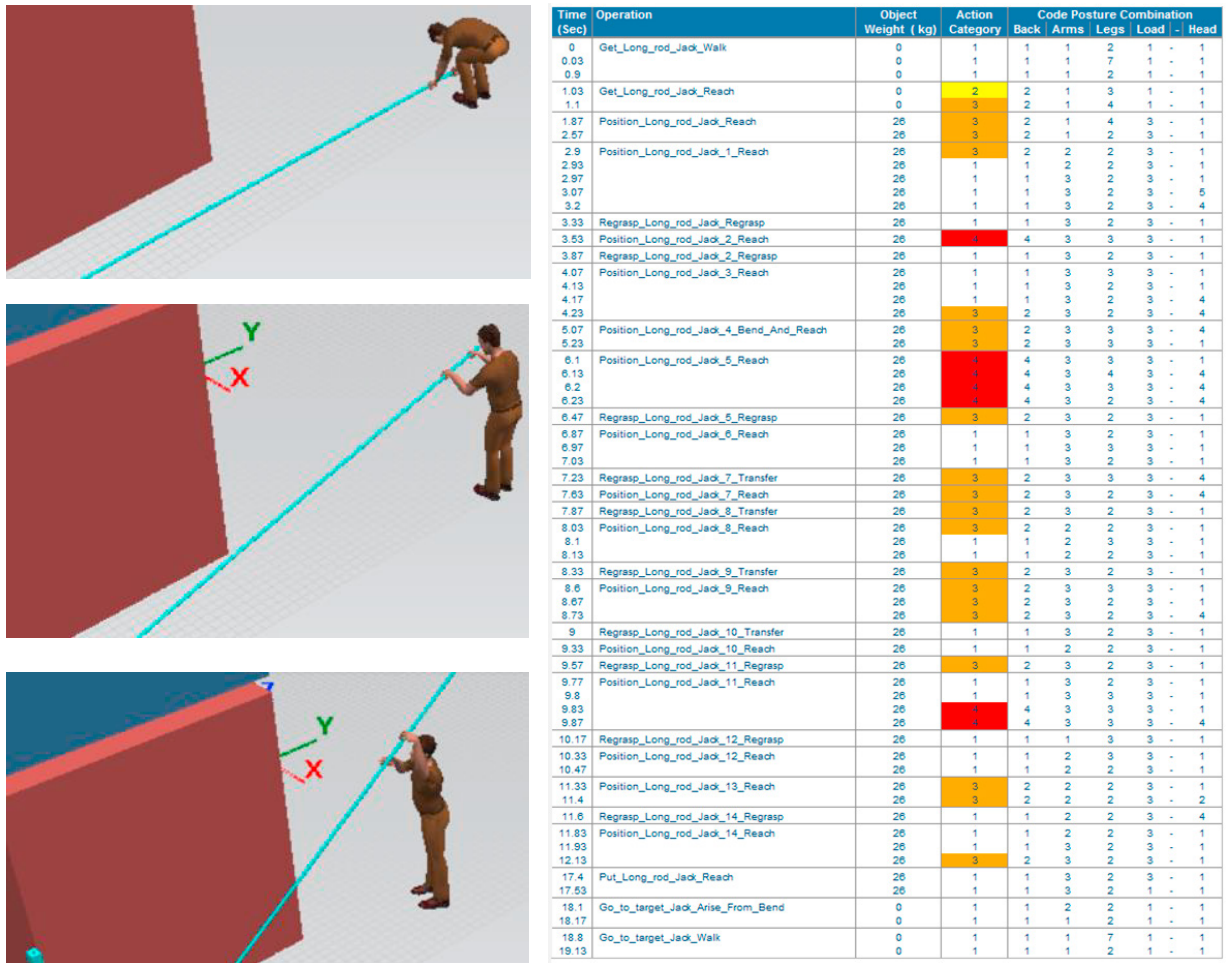 Time Operation Object Action Code Posture Combination
(Sec) Weight ( kg) Category Back Arms Legs Load - Head
0 Get_Long_rod_Jack_Walk 0 1 1 1 2 1 - 1
0.03 0 1 1 1 7 1 - 1
0.9 0 1 1 1 2 1 - 1
1.03 Get_Long_rod_Jack_Reach 0 2 2 1 3 1 - 1
1.1 0 3 2 1 4 1 - 1
1.87 Position_Long_rod_Jack_Reach 26 3 2 1 4 3 - 1
2.57 26 3 2 1 2 3 - 1
2.9 Position_Long_rod_Jack_1_Reach 26 3 2 2 2 3 - 1
2.93 26 1 1 2 2 3 - 1
2.97 26 1 1 3 2 3 - 1
3.07 26 1 1 3 2 3 - 5
3.2 26 1 1 3 2 3 - 4
3.33 Regrasp_Long_rod_Jack_Regrasp 26 1 1 3 2 3 - 1
3.53 Position_Long_rod_Jack_2_Reach 26 4 4 3 3 3 - 1
3.87 Regrasp_Long_rod_Jack_2_Regrasp 26 1 1 3 2 3 - 1
4.07 Position_Long_rod_Jack_3_Reach 26 1 1 3 3 3 - 1
4.13 26 1 1 3 2 3 - 1
4.17 26 1 1 3 2 3 - 4
4.23 26 3 2 3 2 3 - 4
5.07 Position_Long_rod_Jack_4_Bend_And_Reach 26 3 2 3 3 3 - 4
5.23 26 3 2 3 3 3 - 1
6.1 Position_Long_rod_Jack_5_Reach 26 4 4 3 3 3 - 1
6.13 26 4 4 3 4 3 - 4
6.2 26 4 4 3 3 3 - 4
6.23 26 4 4 3 2 3 - 4
6.47 Regrasp_Long_rod_Jack_5_Regrasp 26 3 2 3 2 3 - 1
6.87 Position_Long_rod_Jack_6_Reach 26 1 1 3 2 3 - 1
6.97 26 1 1 3 3 3 - 1
7.03 26 1 1 3 2 3 - 1
7.23 Regrasp_Long_rod_Jack_7_Transfer 26 3 2 3 3 3 - 4
7.63 Position_Long_rod_Jack_7_Reach 26 3 2 3 2 3 - 4
7.87 Regrasp_Long_rod_Jack_8_Transfer 26 3 2 3 2 3 - 1
8.03 Position_Long_rod_Jack_8_Reach 26 3 2 2 2 3 - 1
8.1 26 1 1 2 3 3 - 1
8.13 26 1 1 2 2 3 - 1
8.33 Regrasp_Long_rod_Jack_9_Transfer 26 3 2 3 2 3 - 1
8.6 Position_Long_rod_Jack_9_Reach 26 3 2 3 3 3 - 1
8.67 26 3 2 3 2 3 - 1
8.73 26 3 2 3 2 3 - 4
9 Regrasp_Long_rod_Jack_10_Transfer 26 1 1 3 2 3 - 1
9.33 Position_Long_rod_Jack_10_Reach 26 1 1 2 2 3 - 1
9.57 Regrasp_Long_rod_Jack_11_Regrasp 26 3 2 3 2 3 - 1
9.77 Position_Long_rod_Jack_11_Reach 26 1 1 3 2 3 - 1
9.8 26 1 1 3 3 3 - 1
9.83 26 4 4 3 3 3 - 1
9.87 26 4 4 3 3 3 - 4
10.17 Regrasp_Long_rod_Jack_12_Regrasp 26 1 1 1 3 3 - 1
10.33 Position_Long_rod_Jack_12_Reach 26 1 1 2 3 3 - 1
10.47 26 1 1 2 2 3 - 1
11.33 Position_Long_rod_Jack_13_Reach 26 3 2 2 2 3 - 1
11.4 26 3 2 2 2 3 - 2
11.6 Regrasp_Long_rod_Jack_14_Regrasp 26 1 1 2 2 3 - 4
11.83 Position_Long_rod_Jack_14_Reach 26 1 1 2 2 3 - 1
11.93 26 1 1 3 2 3 - 1
12.13 26 3 2 3 2 3 - 1
17.4 Put_Long_rod_Jack_Reach 26 1 1 3 2 3 - 1
17.53 26 1 1 3 2 1 - 1
18.1 Go_to_target_Jack_Arise_From_Bend 0 1 1 2 2 1 - 1
18.17 0 1 1 1 2 1 - 1
18.8 Go_to_target_Jack_Walk 0 1 1 1 7 1 - 1
19.13 0 1 1 1 2 1 - 1
Y
X
Y
X